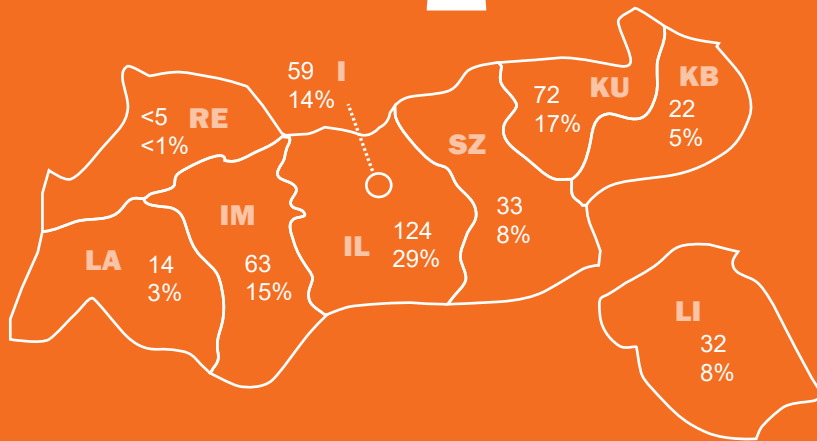 59 I
14%
<5 RE
<1%
72 KU
17%
KB
22
5%
SZ
33
8%
IM
63
15%
IL 124
29%
LA 14
3%
LI
32
8%